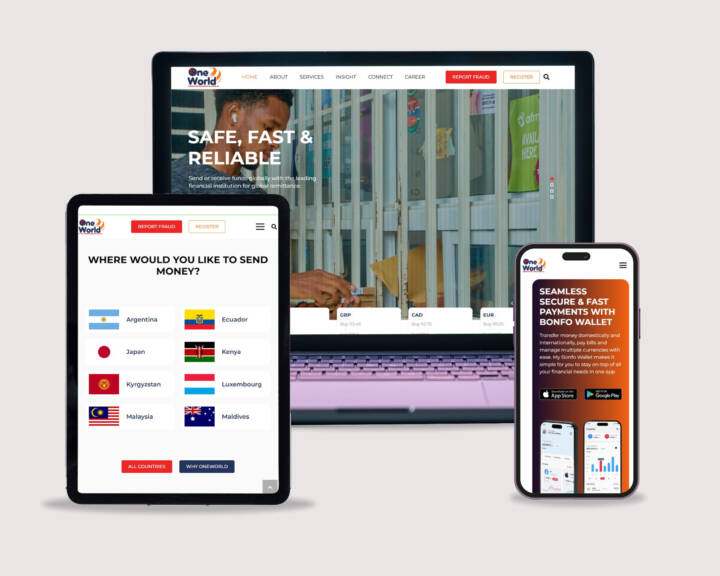 One
World
HOME ABOUT SERVICES INSIGHT CONNECT CAREER REPORT FRAUD REGISTER
SAFE, FAST &
RELIABLE
Send or receive funds globally with the leading
financial institution for global remittance.
GBP CAD EUR
One
World
REPORT FRAUD REGISTER
WHERE WOULD YOU LIKE TO SEND
MONEY?
Argentina Ecuador
Japan Kenya
Kyrgyzstan Luxembourg
Malaysia Maldives
ALL COUNTRIES WHY ONEWORLD
One
World
SEAMLESS
SECURE & FAST
PAYMENTS WITH
BONFO WALLET
Transfer money domestically and
internationally, pay bills and
manage multiple currencies with
ease. My Bonfo Wallet makes it
simple for you to stay on top of all
your financial needs in one app
App Store
Google Play